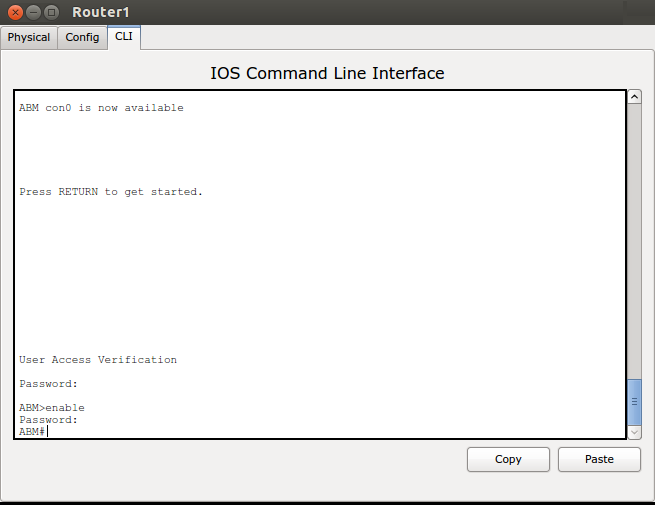 Router1
Physical Config CLI
IOS Command Line Interface
ABM con0 is now available
Press RETURN to get started.
User Access Verification
Password:
ABM>enable
Password:
ABM#
Copy Paste